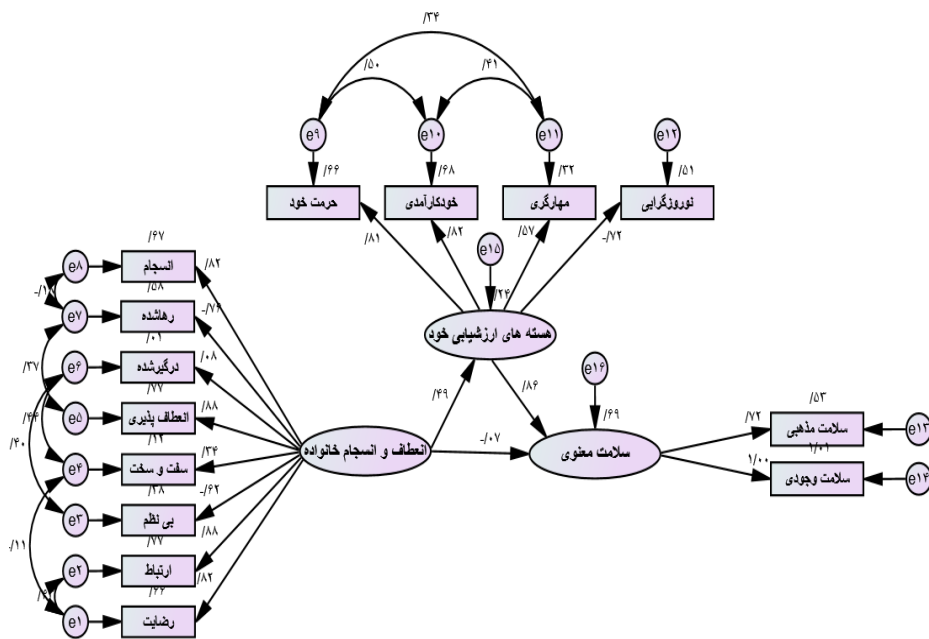 /۳۴
/۵۰
/۴۱
e۹
e۱۰
e۱۱
e۱۲
/۶۶
/۶۸
/۳۲
/۵۱
حرمت خود
خودکارآمدی
مهارگری
نوروزگرایی
/۸۱
/۸۲
/۵۷
-/۷۲
e۱۵
/۲۴
هسته های ارزشیابی خود
/۴۹
/۸۶
e۱۶
/۶۹
انعطاف و انسجام خانواده
-/۰۷
سلامت معنوی
/۷۲
/۵۳
سلامت مذهبی
e۱۳
۱/۰۰
۱/۰۱
سلامت وجودی
e۱۴
/۶۷
e۸
انسجام
/۸۲
/۵۸
e۷
رهاشده
/۰۱
e۶
درگیرشده
/۰۸
/۳۷
/۷۷
e۵
انعطاف پذیری
/۸۸
/۴۴
/۱۲
e۴
سفت و سخت
/۳۴
/۴۰
/۳۸
e۳
بی نظم
-/۶۲
-/۱۱
/۷۷
e۲
ارتباط
/۸۸
e۱
رضایت
/۸۲